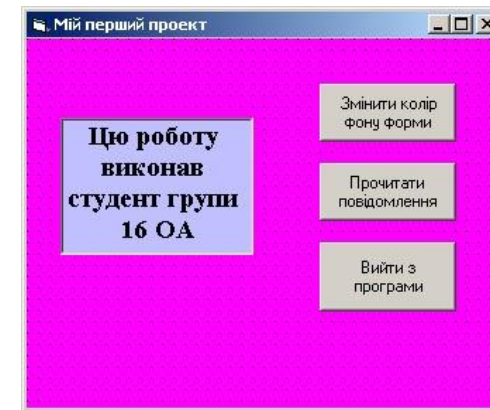 Мій перший проект
Цю роботу
виконав
студент групи
16 ОА
Змінити колір
фону форми
Прочитати
повідомлення
Вийти з
програми